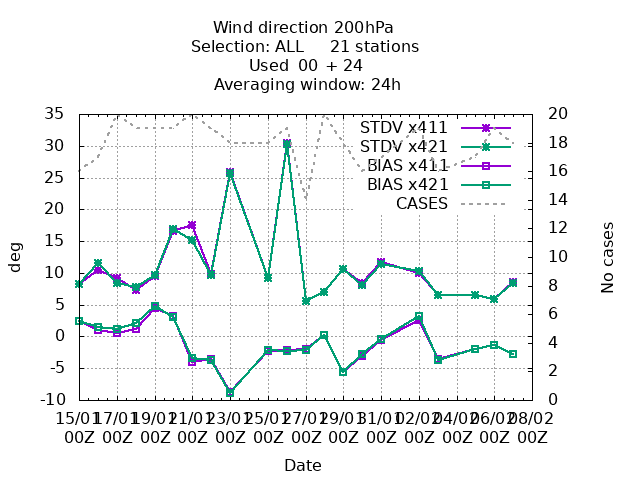 Wind direction 200hPa
Selection: ALL 21 stations
Used 00 + 24
Averaging window: 24h
35
30
25
20
15
10
5
0
-5
-10
deg
20
18
16
14
12
10
8
6
4
2
0
No cases
STDV x411
STDV x421
BIAS x411
BIAS x421
CASES
15/01 17/01 19/01 21/01 23/01 25/01 27/01 29/01 31/01 02/02 04/02 06/02 08/02
00Z 00Z 00Z 00Z 00Z 00Z 00Z 00Z 00Z 00Z 00Z 00Z 00Z
Date